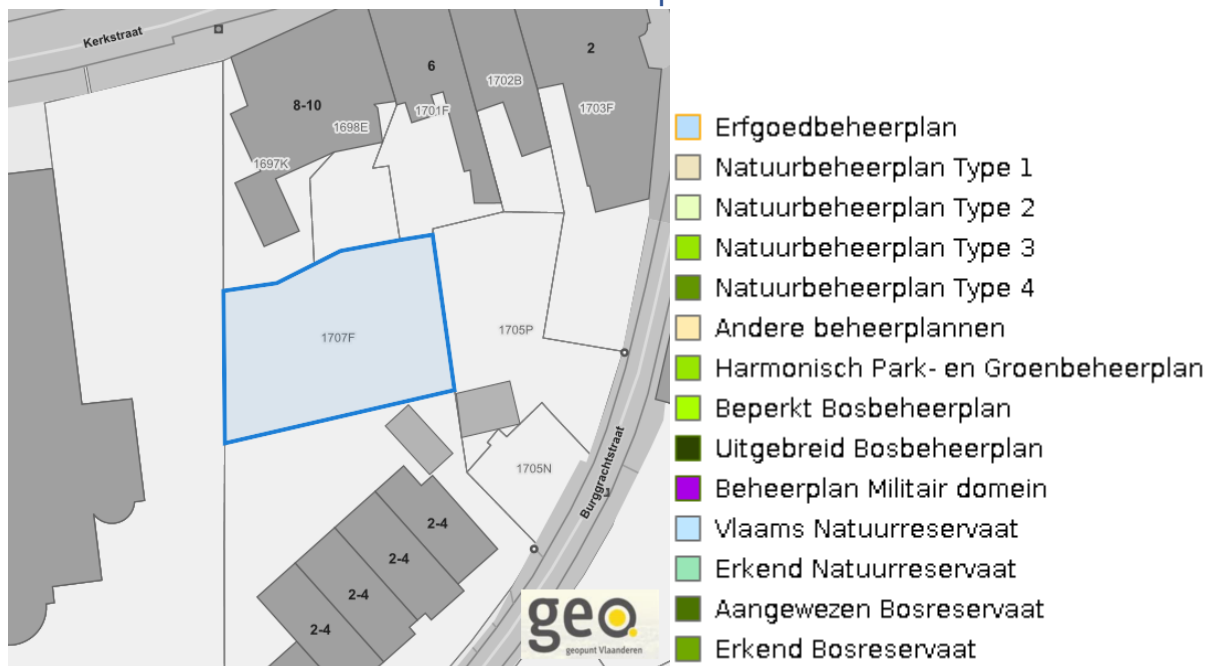 Kerkstraat
2
6
1702B
8-10
1701F
1703F
1698E
1697K
1707F
1705P
1705N
Burggrachtstraat
2-4
2-4
2-4
2-4
geo.
geopunt Vlaanderen
Erfgoedbeheerplan
Natuurbeheerplan Type 1
Natuurbeheerplan Type 2
Natuurbeheerplan Type 3
Natuurbeheerplan Type 4
Andere beheerplannen
Harmonisch Park- en Groenbeheerplan
Beperkt Bosbeheerplan
Uitgebreid Bosbeheerplan
Beheerplan Militair domein
Vlaams Natuurreservaat
Erkend Natuurreservaat
Aangewezen Bosreservaat
Erkend Bosreservaat